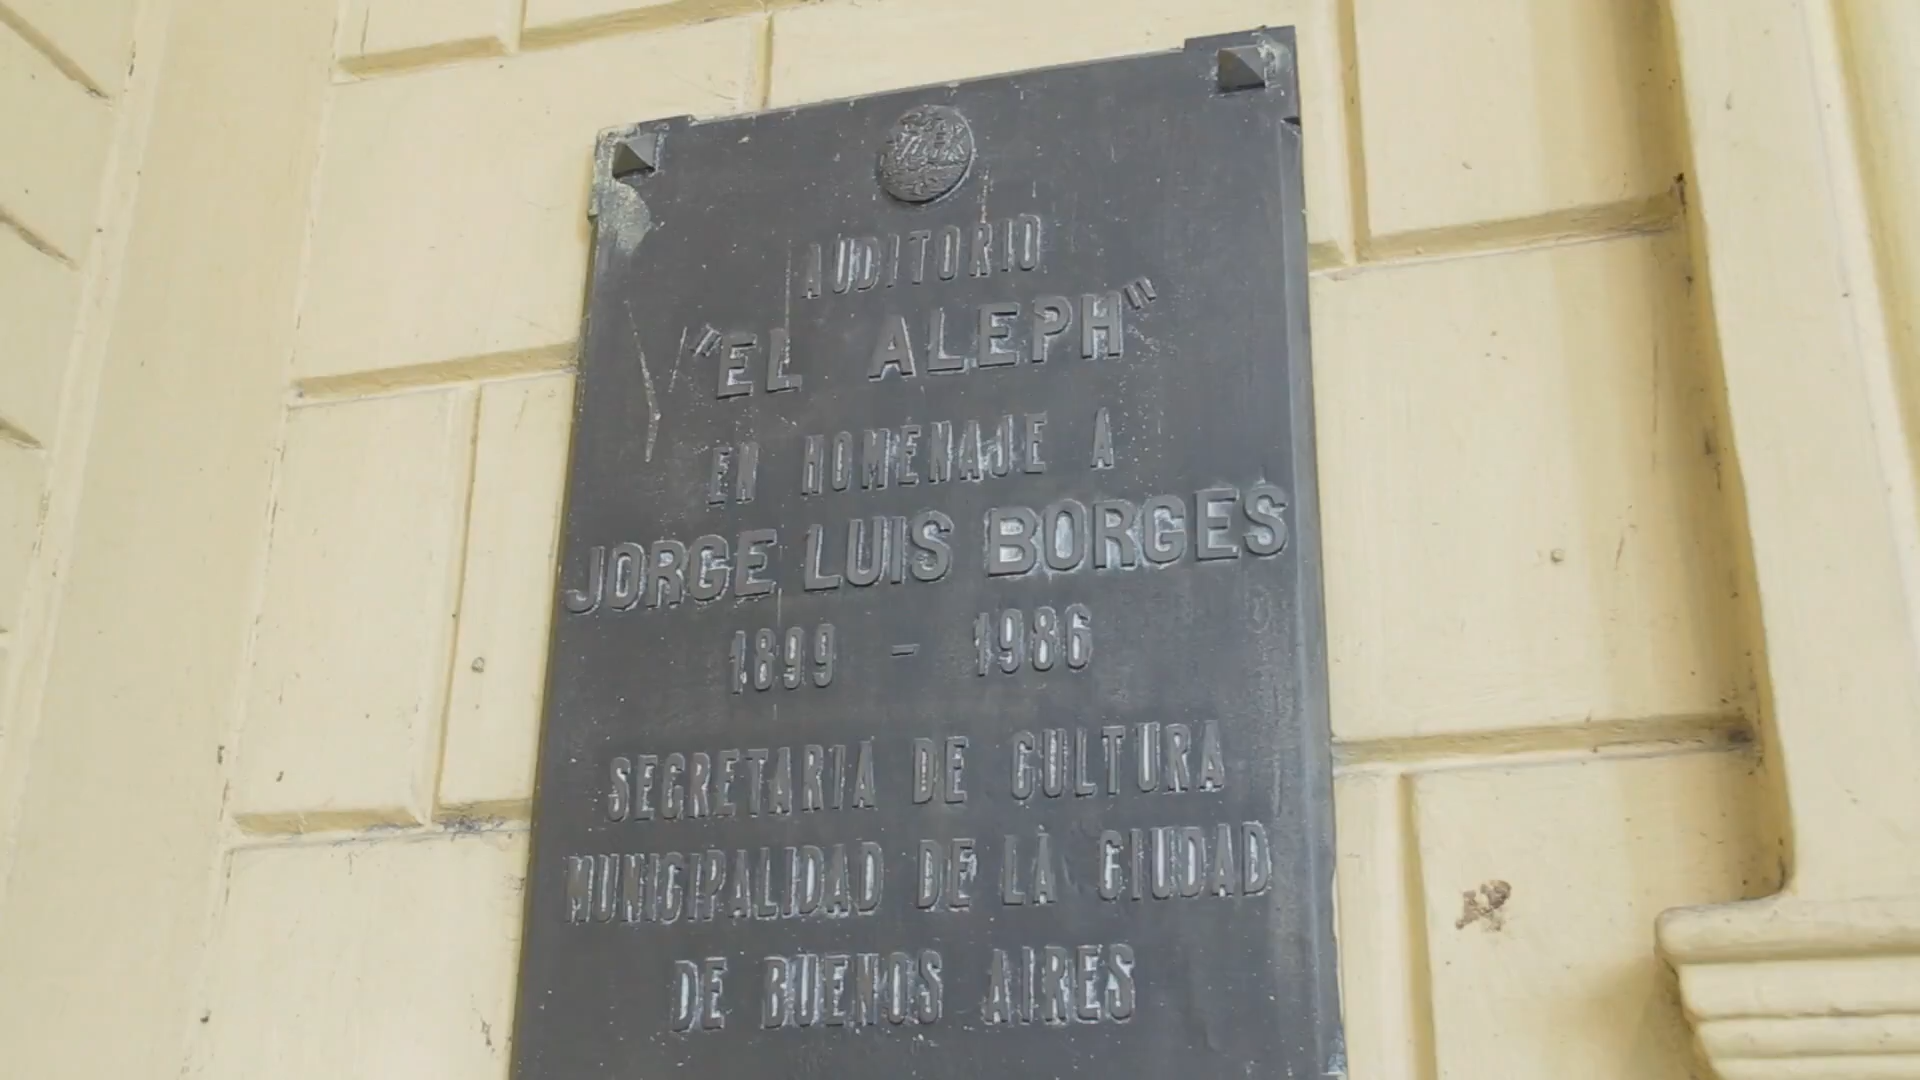 AUDITORIO
"EL ALEPH"
EN HOMENAJE A
JORGE LUIS BORGES
1899 - 1986
SECRETARIA DE CULTURA
MUNICIPALIDAD DE LA CIUDAD
DE BUENOS AIRES